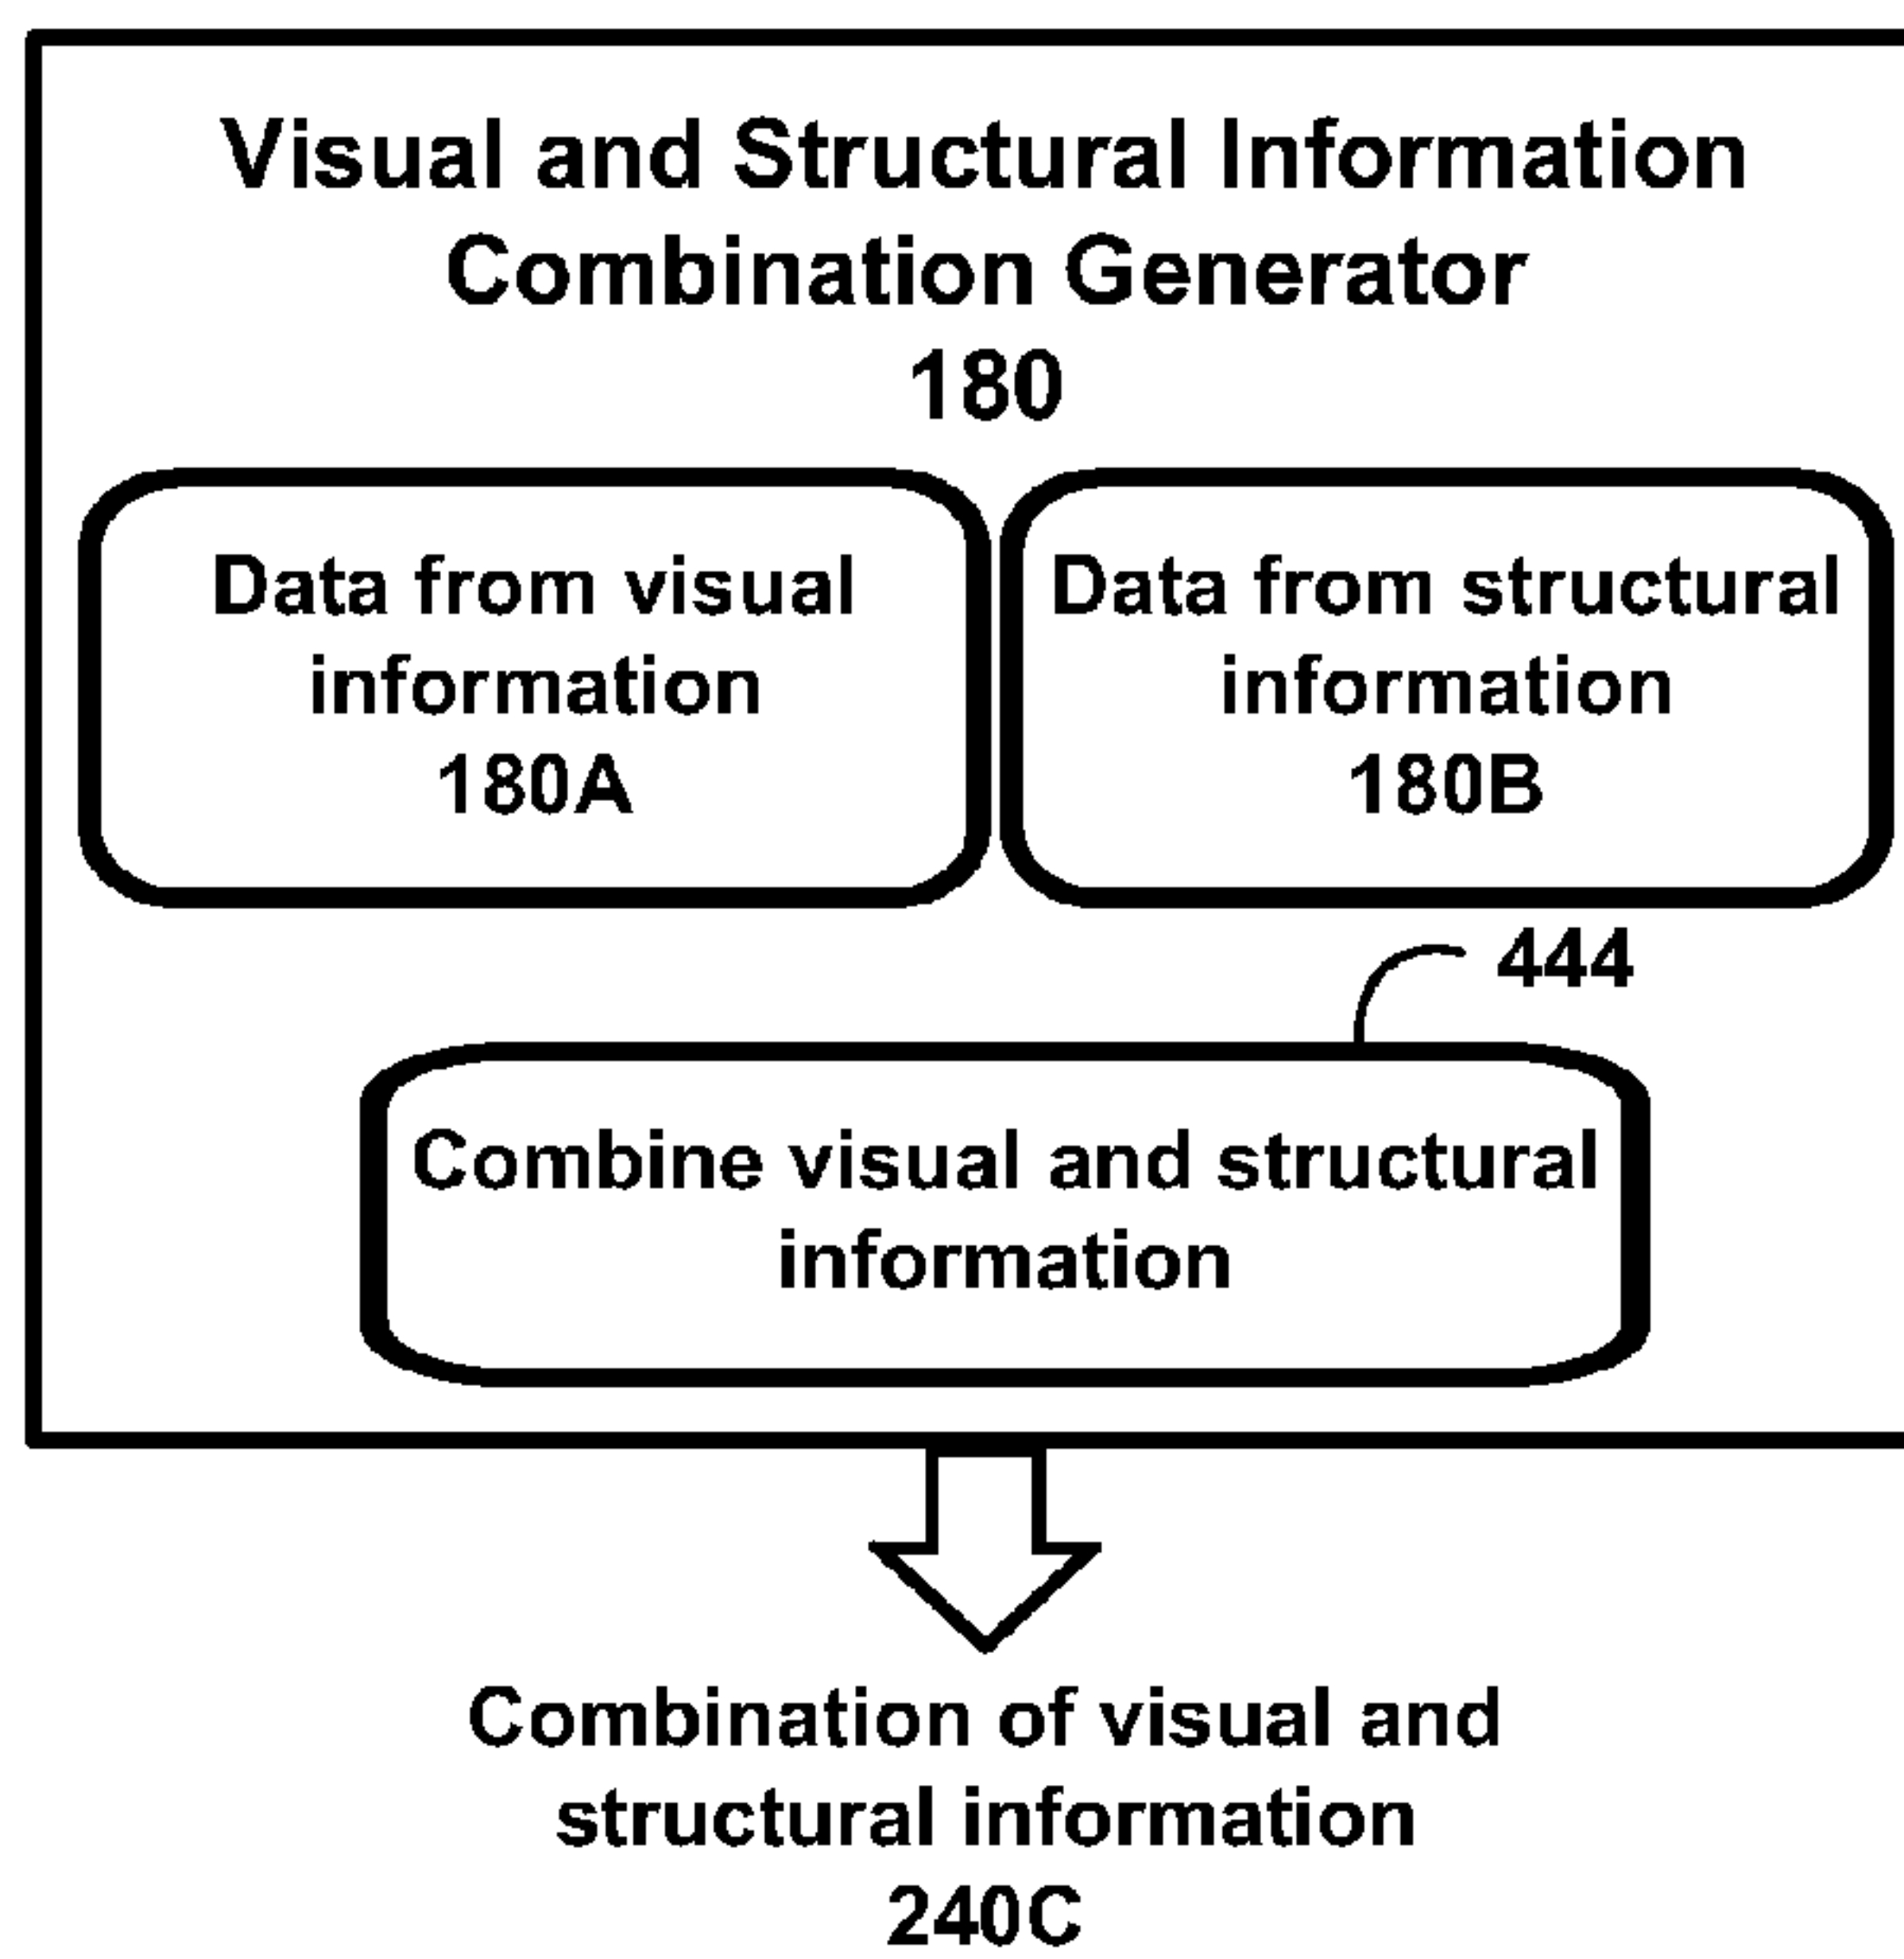 Visual and Structural Information
Combination Generator
180
Data from visual
information
180A
Data from structural
information
180B
444
Combine visual and structural
information
Combination of visual and
structural information
240C